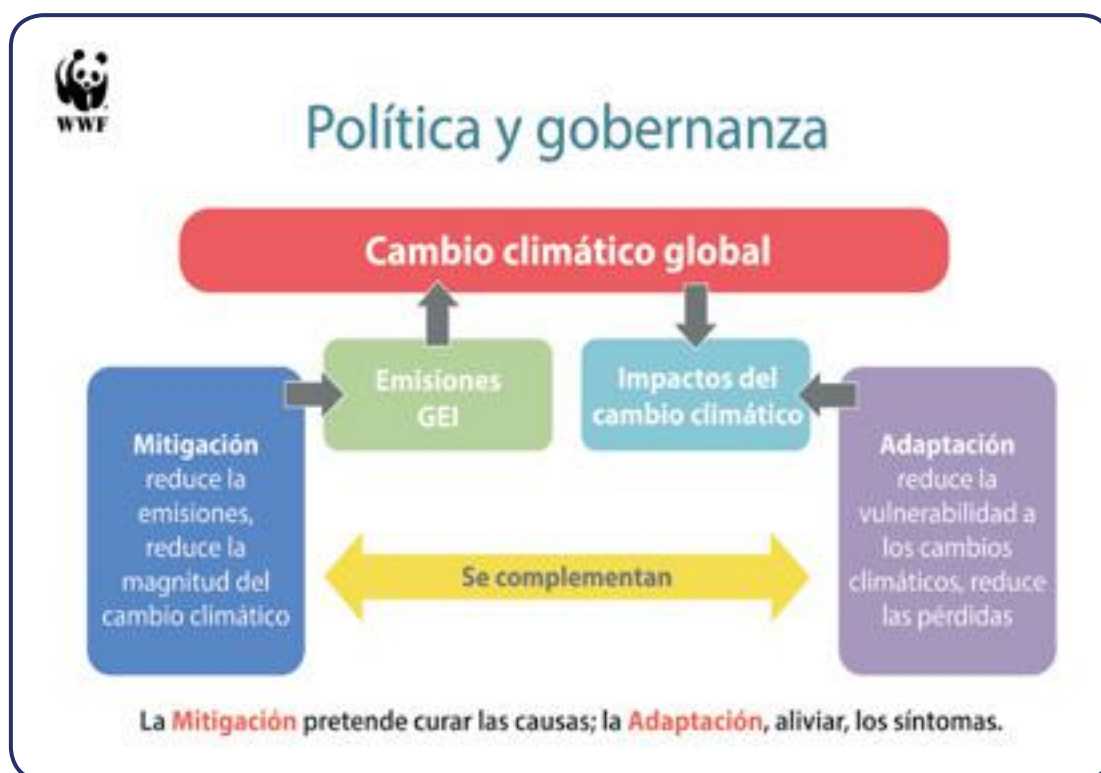 WWF
Política y gobernanza
Cambio climático global
Emisiones
GEI
Impactos del
cambio climático
Mitigación
reduce la
emisiones,
reduce la
magnitud del
cambio climático
Adaptación
reduce la
vulnerabilidad a
los cambios
climáticos, reduce
las pérdidas
Se complementan
La Mitigación pretende curar las causas; la Adaptación, aliviar, los síntomas.